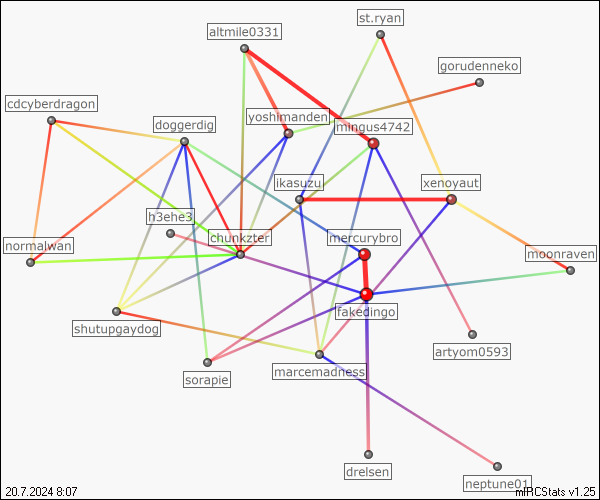 st.ryan
altmile0331
gorudenneko
cdcyberdragon
yoshimanden
doggerdig
mingus4742
ikasuzu
xenoyaut
h3ehe3
normalwan
chunkzter
mercurybro
moonraven
fakedingo
shutupgaydog
artyom0593
sorapie
marcemadness
drelsen
neptune01
20.7.2024 8:07
mIRCStats v1.25